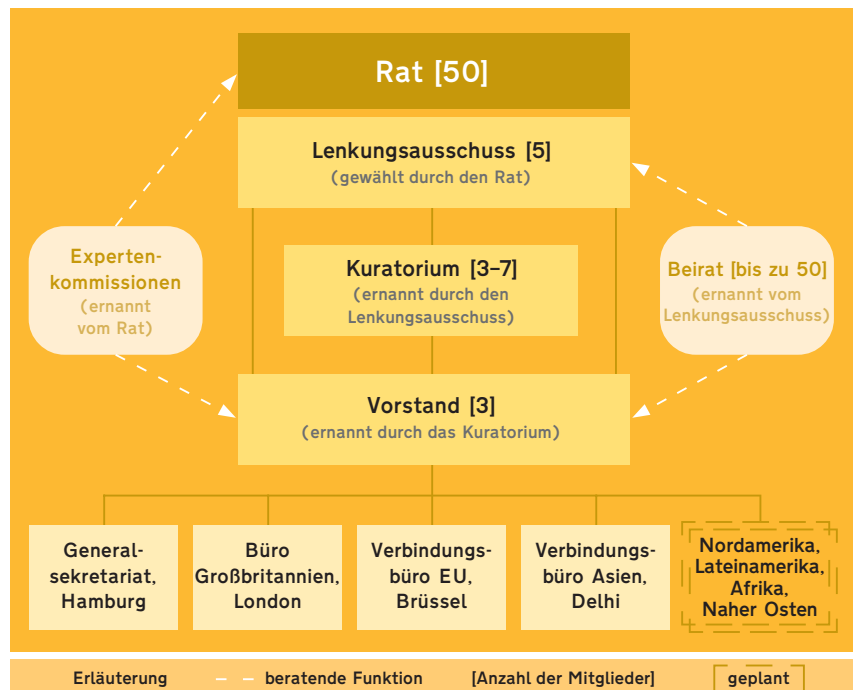 Rat [50]
Lenkungsausschuss [5]
(gewählt durch den Rat)
Experten-
kommissionen
(ernannt
vom Rat)
Kuratorium [3–7]
(ernannt durch den
Lenkungsausschuss)
Beirat [bis zu 50]
(ernannt vom
Lenkungsausschuss)
Vorstand [3]
(ernannt durch das Kuratorium)
General-
sekretariat,
Hamburg
Büro
Großbritannien,
London
Verbindungs-
büro EU,
Brüssel
Verbindungs-
büro Asien,
Delhi
Nordamerika,
Lateinamerika,
Afrika,
Naher Osten
Erläuterung beratende Funktion [Anzahl der Mitglieder] geplant